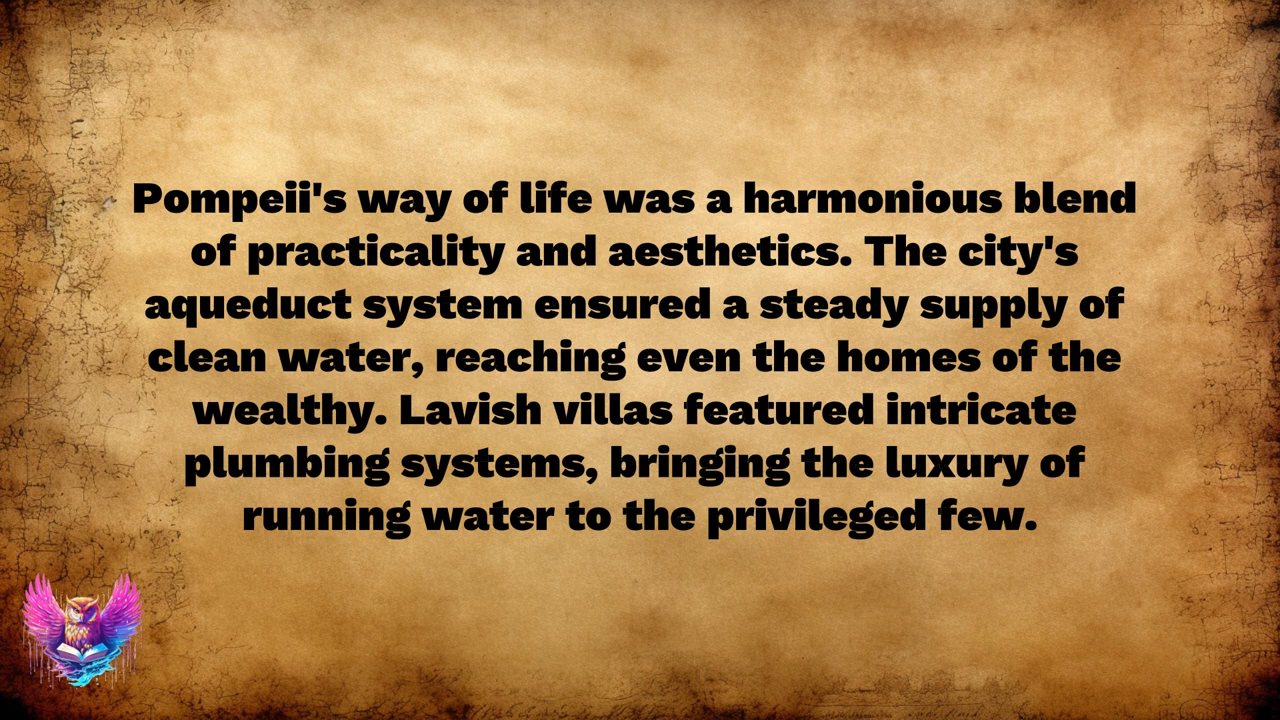 Pompeii's way of life was a harmonious blend
of practicality and aesthetics. The city's
aqueduct system ensured a steady supply of
clean water, reaching even the homes of the
wealthy. Lavish villas featured intricate
plumbing systems, bringing the luxury of
running water to the privileged few.